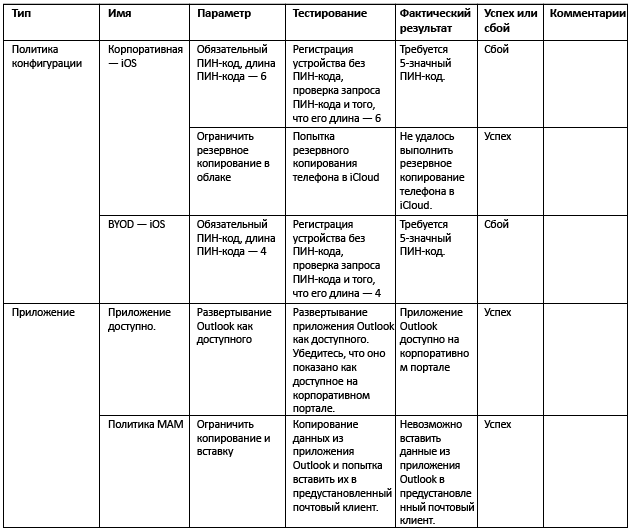 Тип
Имя
Параметр
Тестирование
Фактический
результат
Успех или
сбой
Комментарии
Политика
конфигурации
Корпоративная
— iOS
Обязательный
ПИН-код, длина
ПИН-кода — 6
Регистрация
устройства без
ПИН-кода,
проверка запроса
ПИН-кода и того,
что его длина — 6
Требуется
5-значный
ПИН-код.
Сбой
Ограничить
резервное
копирование в
облаке
Попытка
резервного
копирования
телефона в iCloud
Не удалось
выполнить
резервное
копирование
телефона в
iCloud.
Успех
BYOD — iOS
Обязательный
ПИН-код, длина
ПИН-кода — 4
Регистрация
устройства без
ПИН-кода,
проверка запроса
ПИН-кода и того,
что его длина — 4
Требуется
5-значный
ПИН-код.
Сбой
Приложение
Приложение
доступно.
Развертывание
Outlook как
доступного
Развертывание
приложения Outlook
как доступного.
Убедитесь, что оно
показано как
доступное на
корпоративном
портале.
Приложение
Outlook
доступно на
корпоративно
м портале
Успех
Политика MAM
Ограничить
копирование и
вставку
Копирование
данных из
приложения
Outlook и попытка
вставить их в
предустановленный
почтовый клиент.
Невозможно
вставить
данные из
приложения
Outlook в
предустановле
нный почтовый
клиент.
Успех